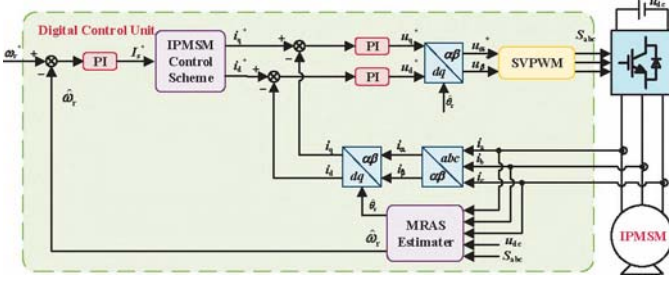 Digital Control Unit
u_dc
ω_r*
+
−
PI
I_s*
IPMSM
Control
Scheme
i_q*
i_d*
+
−
+
−
PI
PI
u_q*
u_d*
αβ
dq
u_α*
u_β*
SVPWM
S_abc
θ̂_r
ω̂_r
i_q
i_d
αβ
dq
i_α
i_β
abc
αβ
i_a
i_b
i_c
θ̂_r
ω̂_r
MRAS
Estimater
u_dc
S_abc
IPMSM